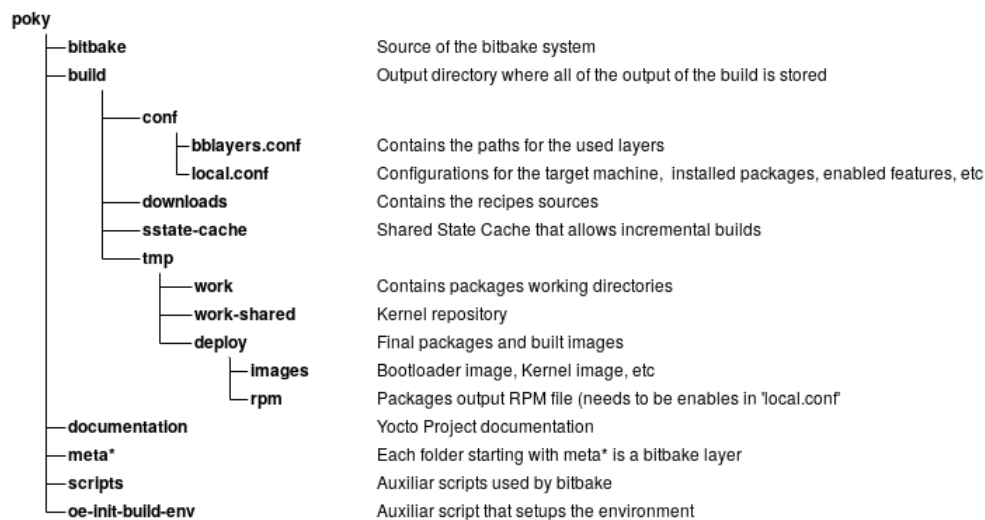 poky
bitbake Source of the bitbake system
build Output directory where all of the output of the build is stored
conf
bblayers.conf Contains the paths for the used layers
local.conf Configurations for the target machine, installed packages, enabled features, etc
downloads Contains the recipes sources
sstate-cache Shared State Cache that allows incremental builds
tmp
work Contains packages working directories
work-shared Kernel repository
deploy Final packages and built images
images Bootloader image, Kernel image, etc
rpm Packages output RPM file (needs to be enables in 'local.conf'
documentation Yocto Project documentation
meta* Each folder starting with meta* is a bitbake layer
scripts Auxiliar scripts used by bitbake
oe-init-build-env Auxiliar script that setups the environment